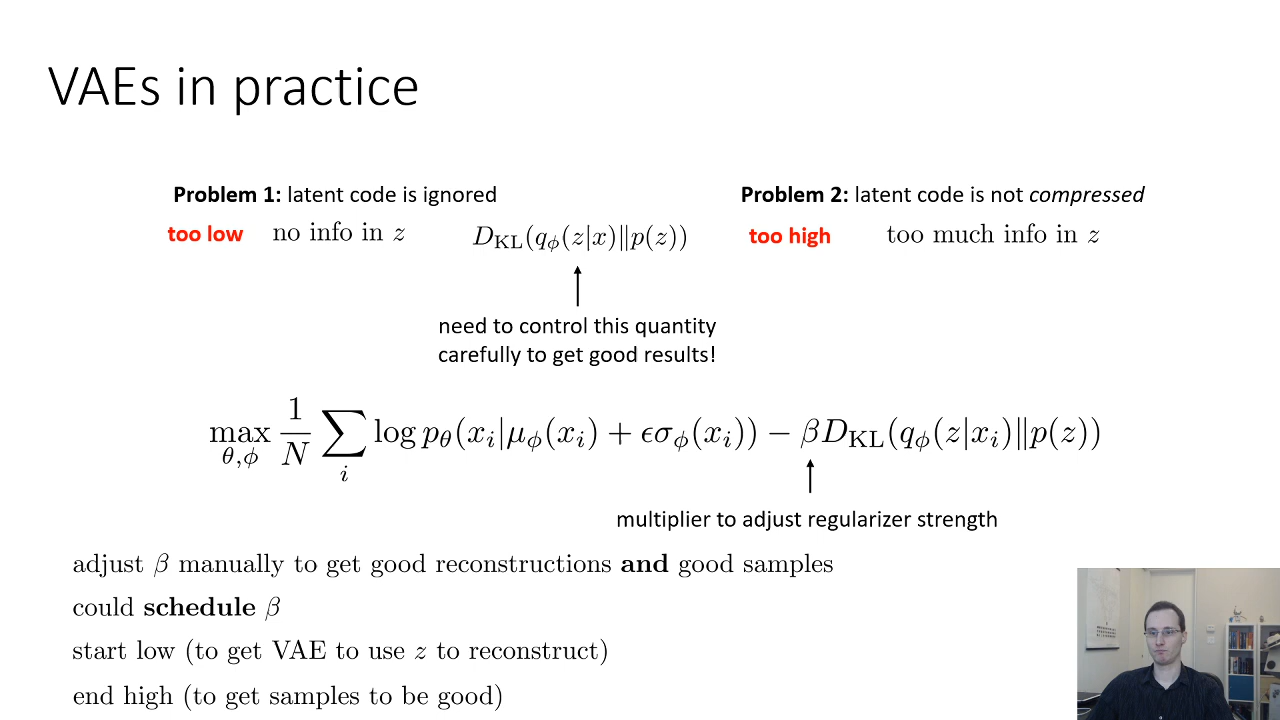 VAEs in practice
Problem 1: latent code is ignored
Problem 2: latent code is not compressed
too low no info in z
D_KL(q_ϕ(z|x)‖p(z))
too high too much info in z
need to control this quantity
carefully to get good results!
max_{θ,ϕ} \frac{1}{N} ∑_i log p_θ(x_i|μ_ϕ(x_i) + ϵσ_ϕ(x_i)) − βD_KL(q_ϕ(z|x_i)‖p(z))
multiplier to adjust regularizer strength
adjust β manually to get good reconstructions and good samples
could schedule β
start low (to get VAE to use z to reconstruct)
end high (to get samples to be good)